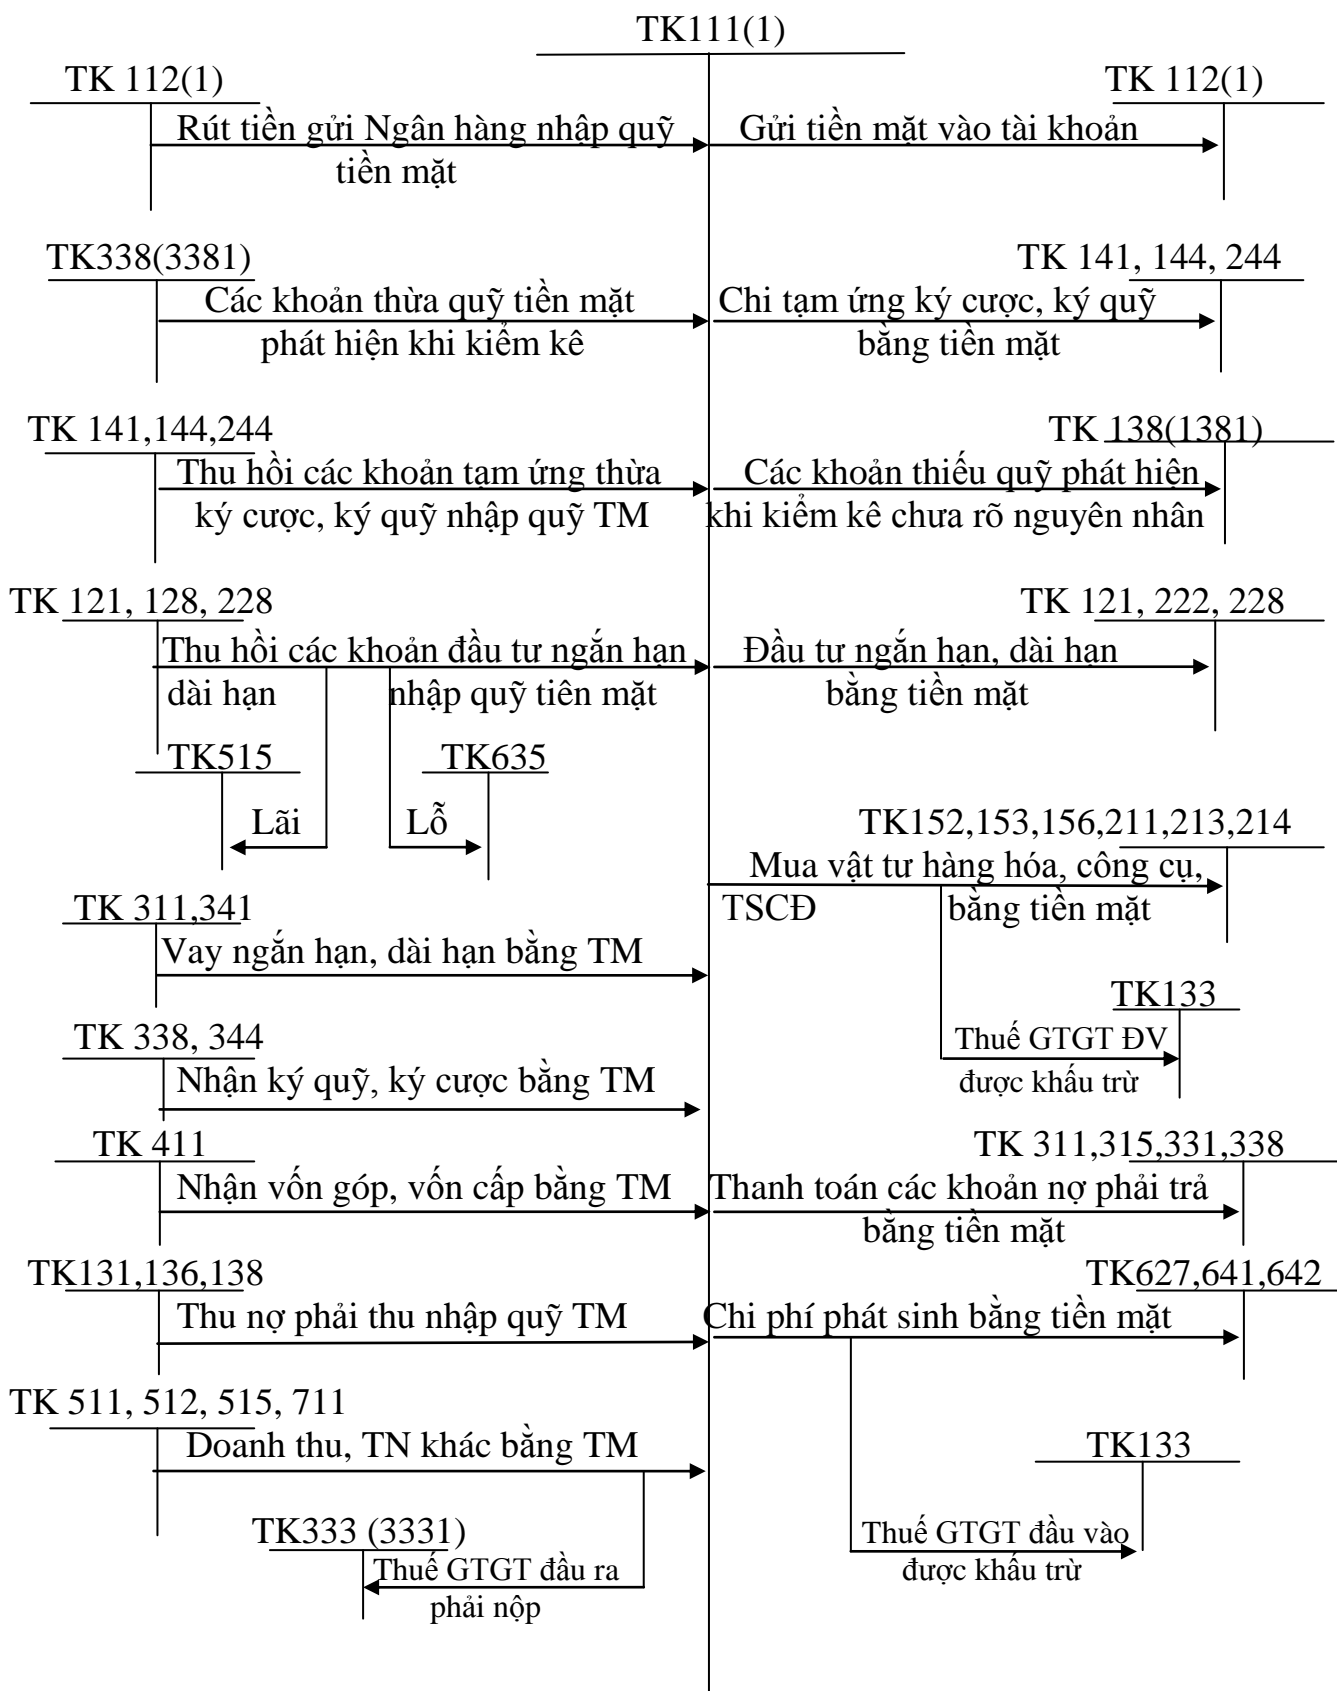 TK111(1)
TK 112(1)
TK 112(1)
Rút tiền gửi Ngân hàng nhập quỹ
tiền mặt
Gửi tiền mặt vào tài khoản
TK338(3381)
TK 141, 144, 244
Các khoản thừa quỹ tiền mặt
phát hiện khi kiểm kê
Chi tạm ứng ký cược, ký quỹ
bằng tiền mặt
TK 141,144,244
TK 138(1381)
Thu hồi các khoản tạm ứng thừa
ký cược, ký quỹ nhập quỹ TM
Các khoản thiếu quỹ phát hiện
khi kiểm kê chưa rõ nguyên nhân
TK 121, 128, 228
TK 121, 222, 228
Thu hồi các khoản đầu tư ngắn hạn
dài hạn nhập quỹ tiên mặt
Đầu tư ngắn hạn, dài hạn
bằng tiền mặt
TK515
TK635
Lãi
Lỗ
TK152,153,156,211,213,214
Mua vật tư hàng hóa, công cụ,
TSCĐ bằng tiền mặt
TK 311,341
Vay ngắn hạn, dài hạn bằng TM
TK133
Thuế GTGT ĐV
được khấu trừ
TK 338, 344
Nhận ký quỹ, ký cược bằng TM
TK 411
TK 311,315,331,338
Nhận vốn góp, vốn cấp bằng TM
Thanh toán các khoản nợ phải trả
bằng tiền mặt
TK131,136,138
TK627,641,642
Thu nợ phải thu nhập quỹ TM
Chi phí phát sinh bằng tiền mặt
TK 511, 512, 515, 711
Doanh thu, TN khác bằng TM
TK133
TK333 (3331)
Thuế GTGT đầu ra
phải nộp
Thuế GTGT đầu vào
được khấu trừ